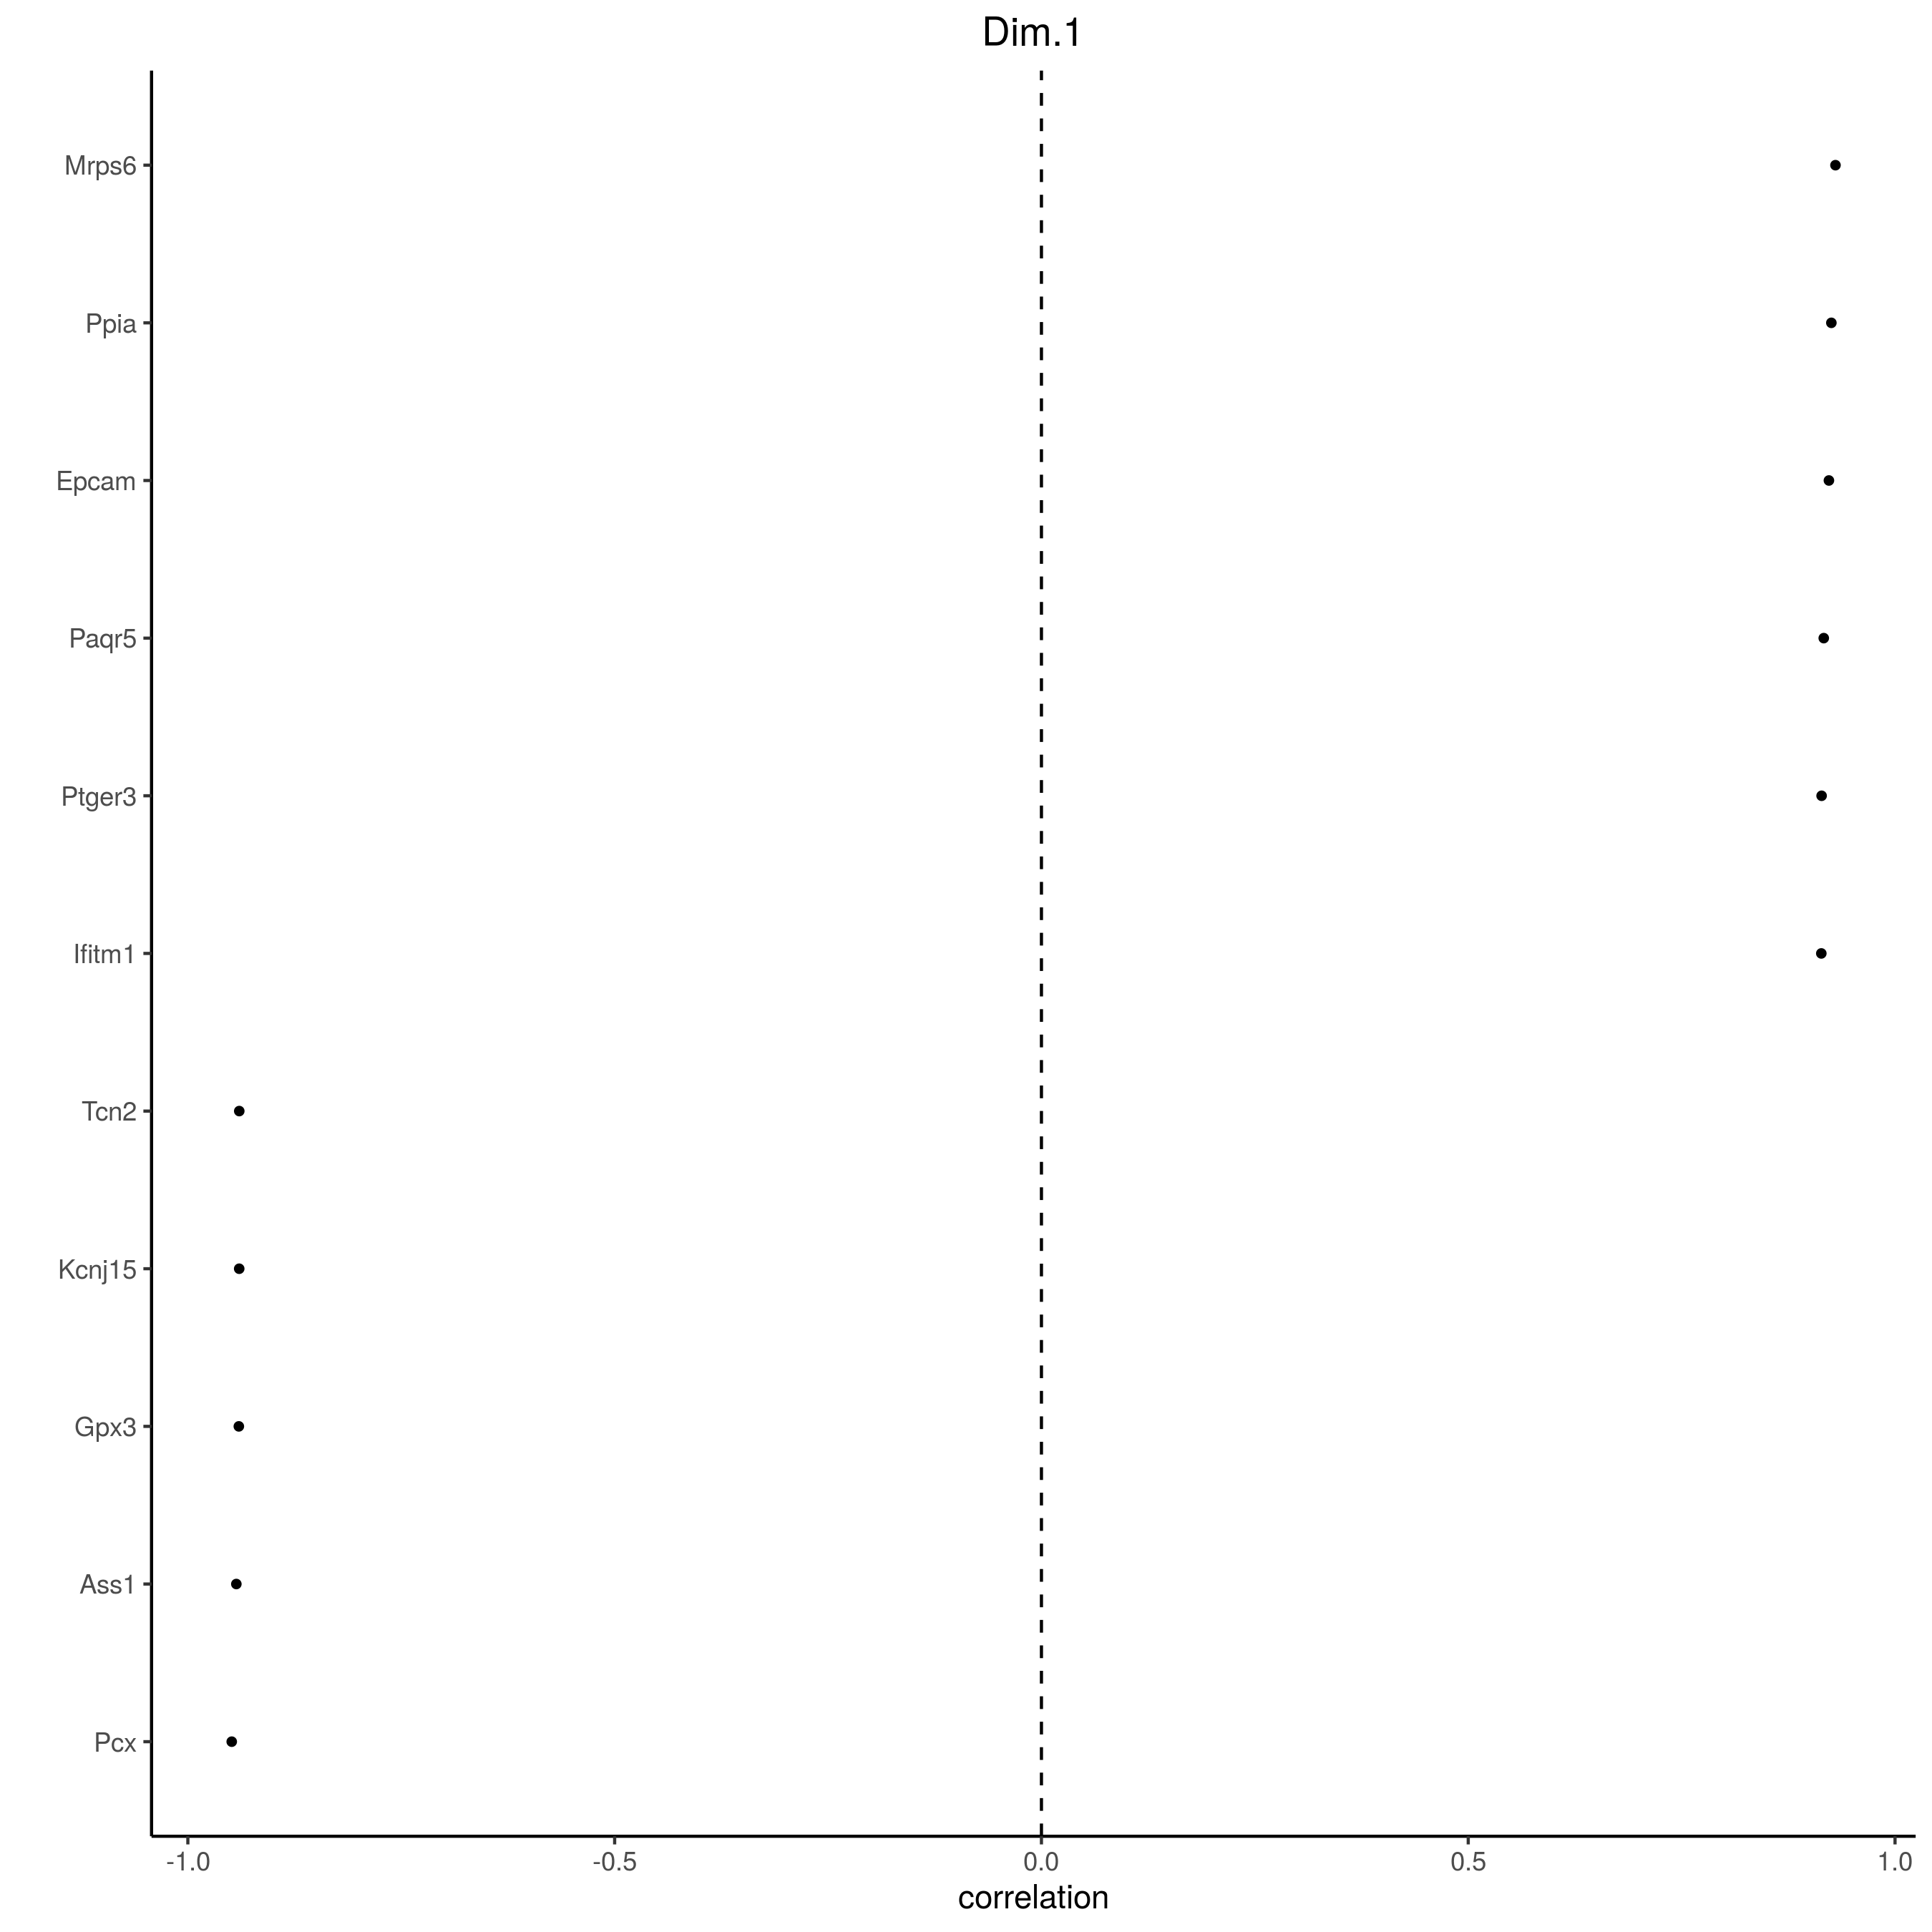 Dim.1
Mrps6
Ppia
Epcam
Paqr5
Ptger3
Ifitm1
Tcn2
Kcnj15
Gpx3
Ass1
Pcx
-1.0 -0.5 0.0 0.5 1.0
correlation